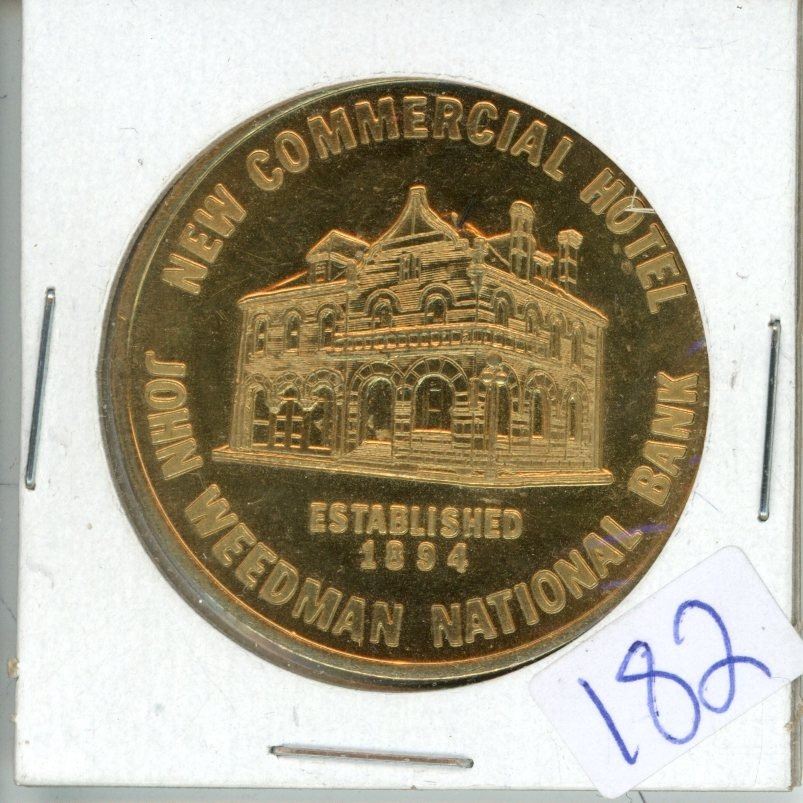 NEW COMMERCIAL HOTEL
ESTABLISHED
1894
JOHN WEEDMAN NATIONAL BANK
182